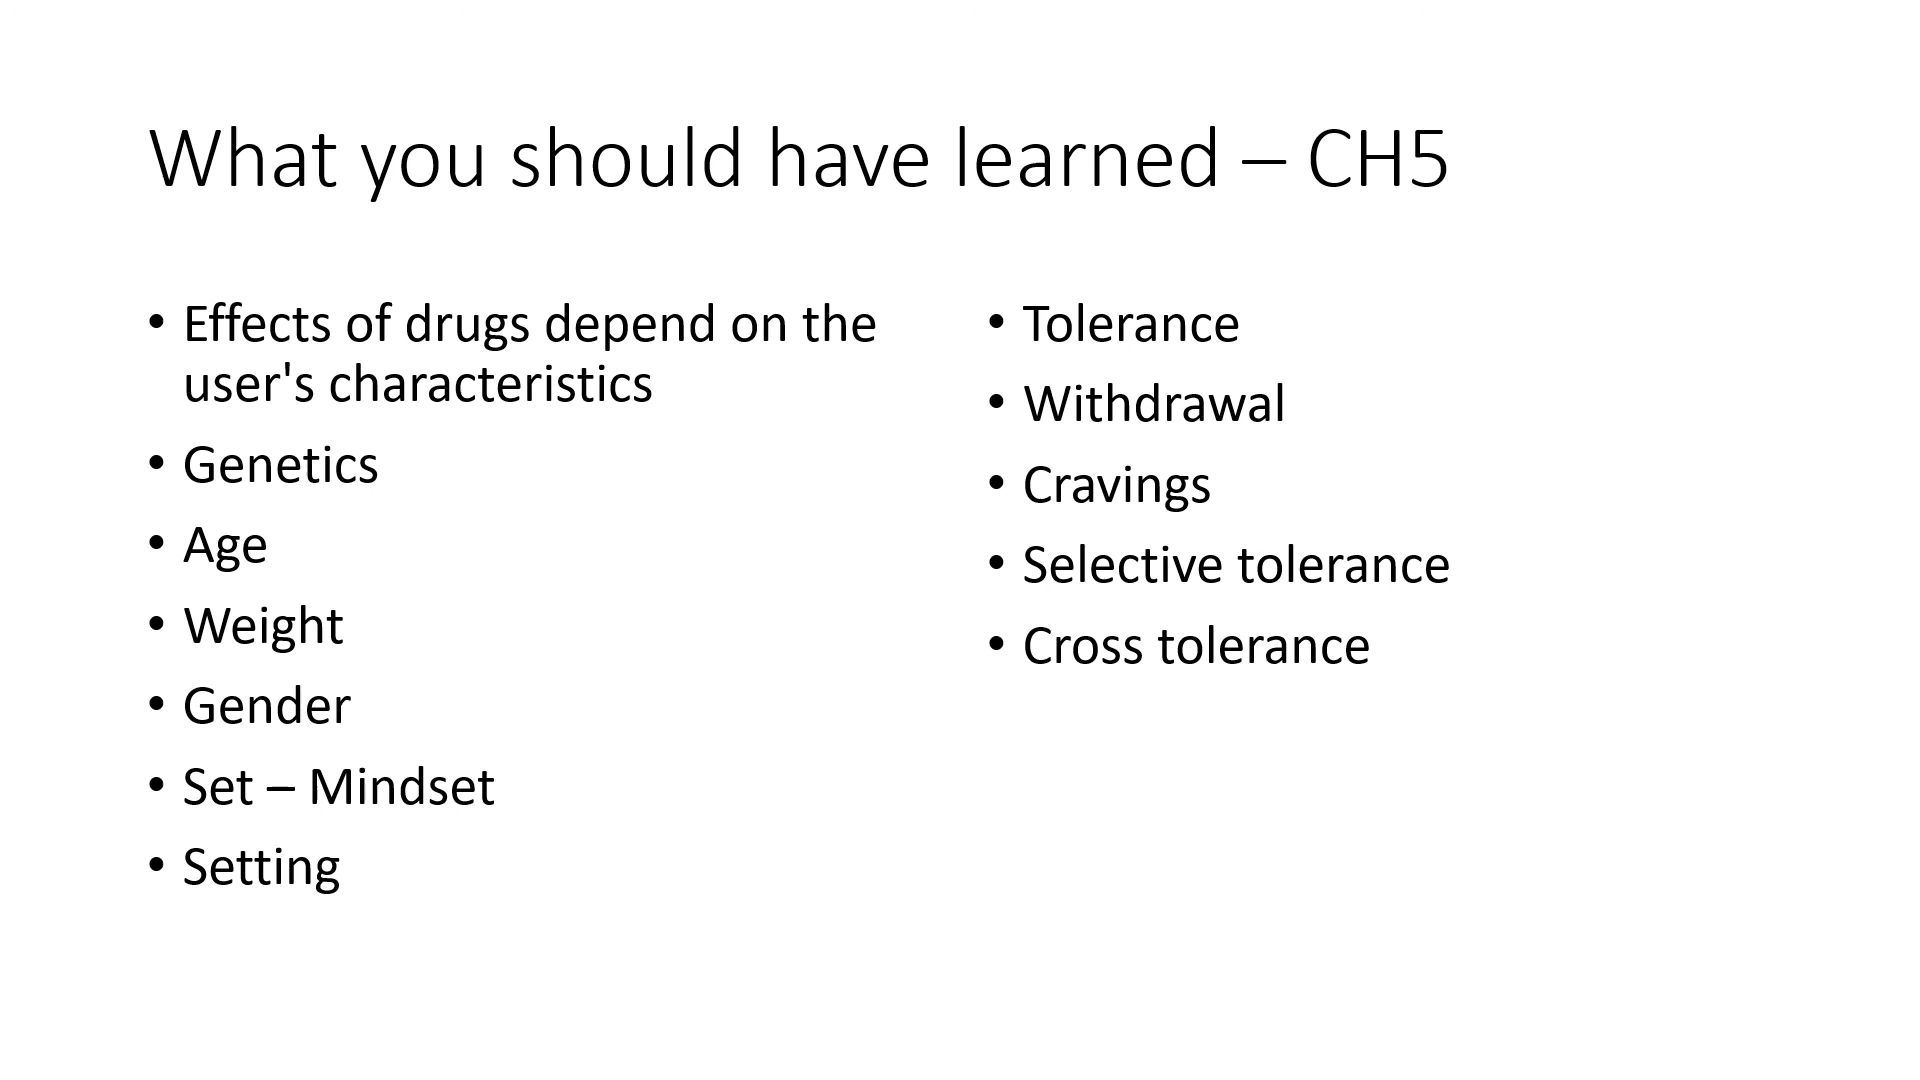 What you should have learned – CH5
• Effects of drugs depend on the
user's characteristics
• Genetics
• Age
• Weight
• Gender
• Set – Mindset
• Setting
• Tolerance
• Withdrawal
• Cravings
• Selective tolerance
• Cross tolerance